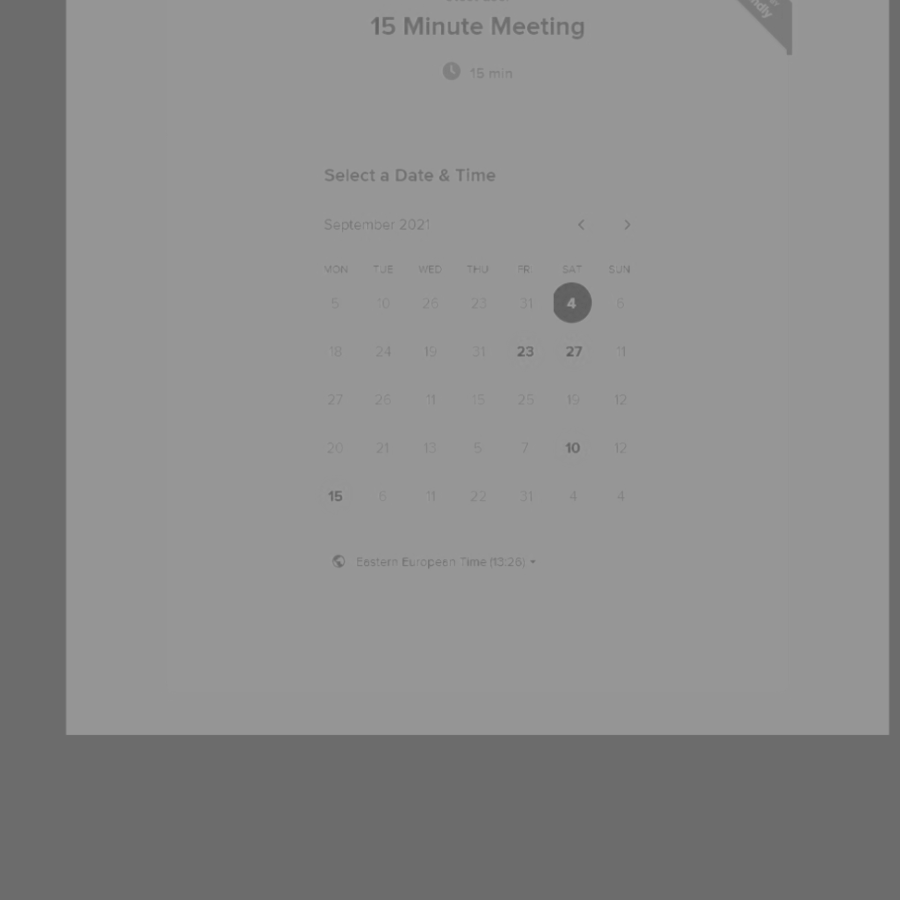 15 Minute Meeting
15 min
Select a Date & Time
September 2021
MON TUE WED THU FRI SAT SUN
5 10 26 23 31 4 6
18 24 19 31 23 27 11
27 26 11 15 25 19 12
20 21 13 5 7 10 12
15 6 11 22 31 4 4
Eastern European Time (13:26)